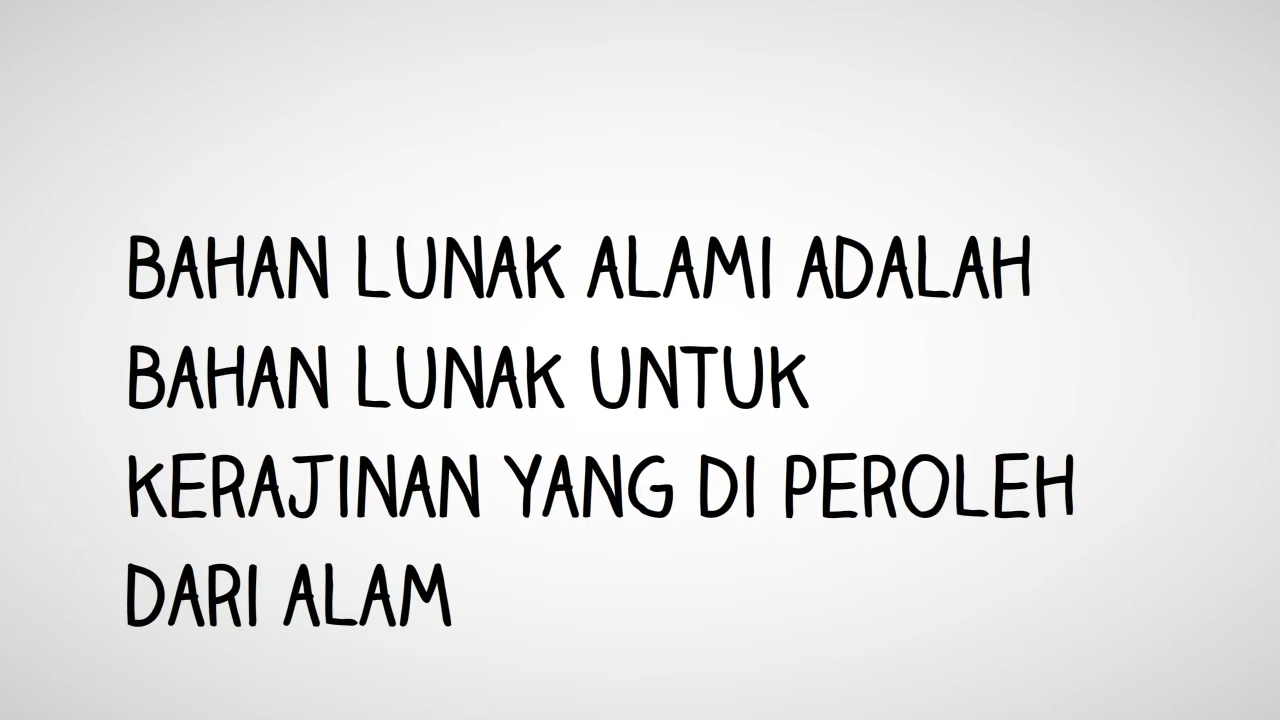 BAHAN LUNAK ALAMI ADALAH
BAHAN LUNAK UNTUK
KERAJINAN YANG DI PEROLEH
DARI ALAM